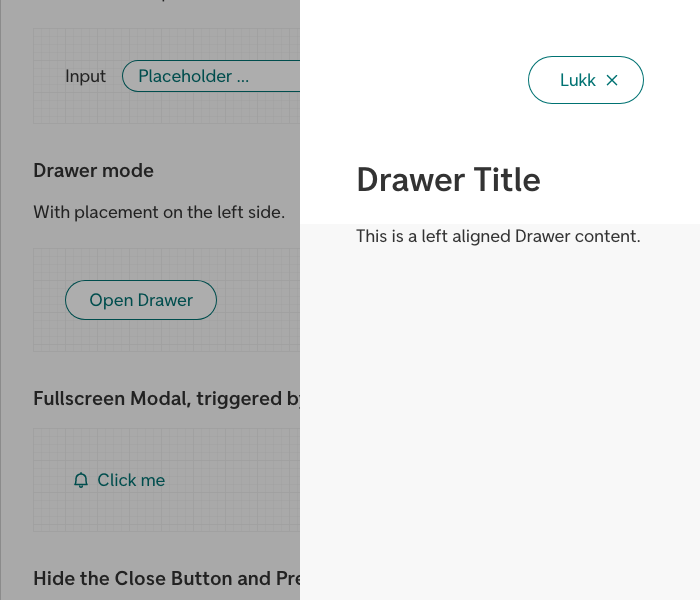 Input
Placeholder ...
Drawer mode
With placement on the left side.
Open Drawer
Fullscreen Modal, triggered by
Click me
Hide the Close Button and Pre
Lukk
Drawer Title
This is a left aligned Drawer content.